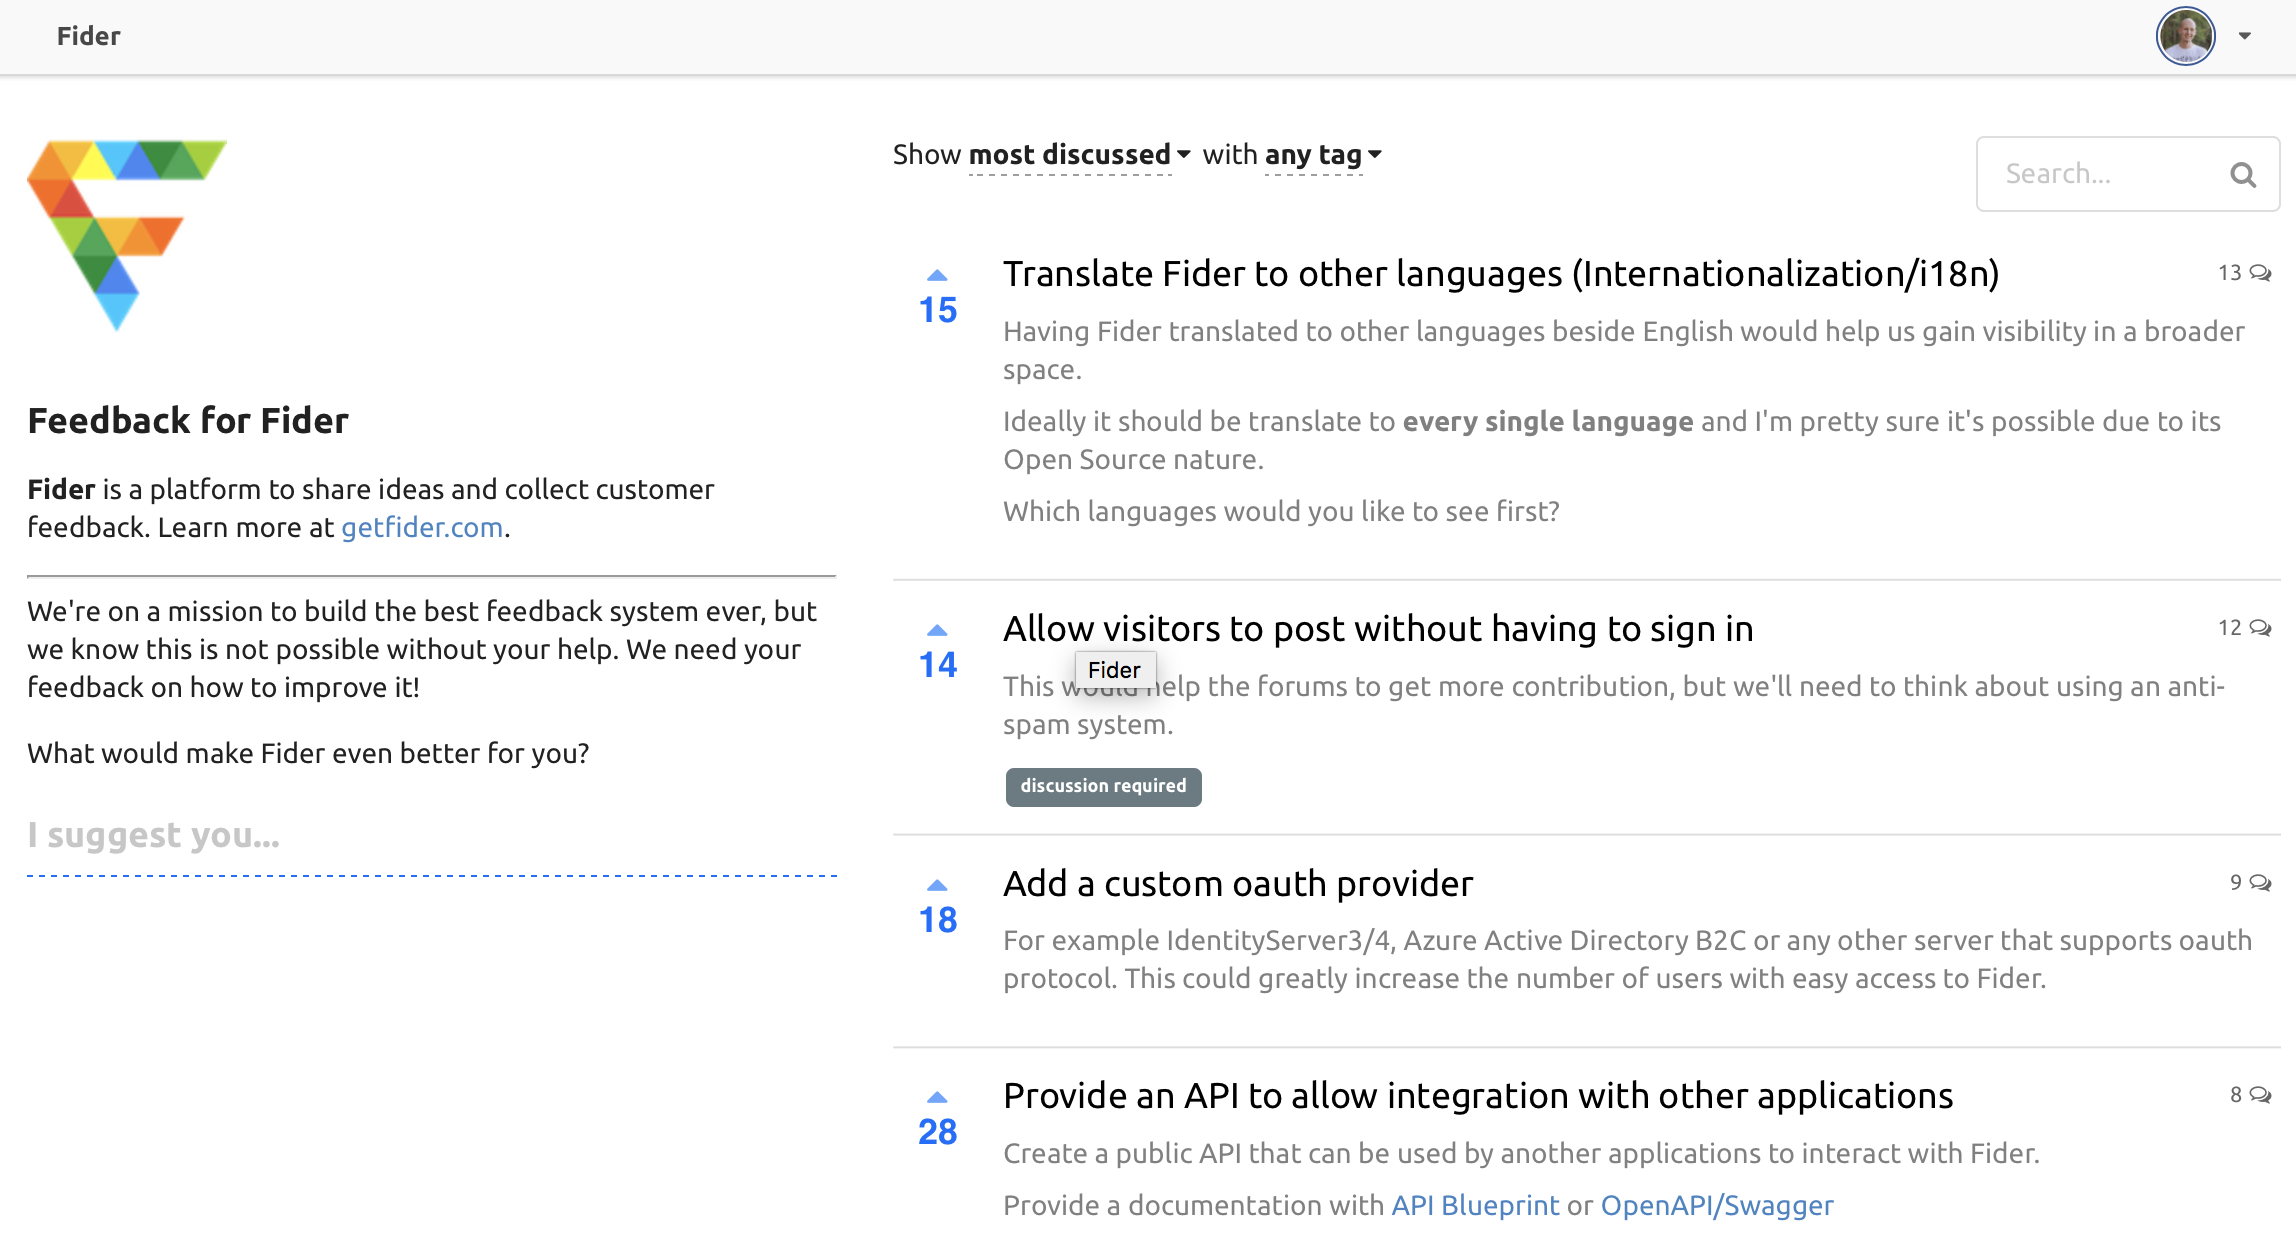 Fider
Feedback for Fider
Fider is a platform to share ideas and collect customer
feedback. Learn more at getfider.com.
We're on a mission to build the best feedback system ever, but
we know this is not possible without your help. We need your
feedback on how to improve it!
What would make Fider even better for you?
I suggest you...
Show most discussed with any tag
Search...
15
Translate Fider to other languages (Internationalization/i18n)
13
Having Fider translated to other languages beside English would help us gain visibility in a broader
space.
Ideally it should be translate to every single language and I'm pretty sure it's possible due to its
Open Source nature.
Which languages would you like to see first?
14
Allow visitors to post without having to sign in
12
Fider
This would help the forums to get more contribution, but we'll need to think about using an anti-
spam system.
discussion required
18
Add a custom oauth provider
9
For example IdentityServer3/4, Azure Active Directory B2C or any other server that supports oauth
protocol. This could greatly increase the number of users with easy access to Fider.
28
Provide an API to allow integration with other applications
8
Create a public API that can be used by another applications to interact with Fider.
Provide a documentation with API Blueprint or OpenAPI/Swagger